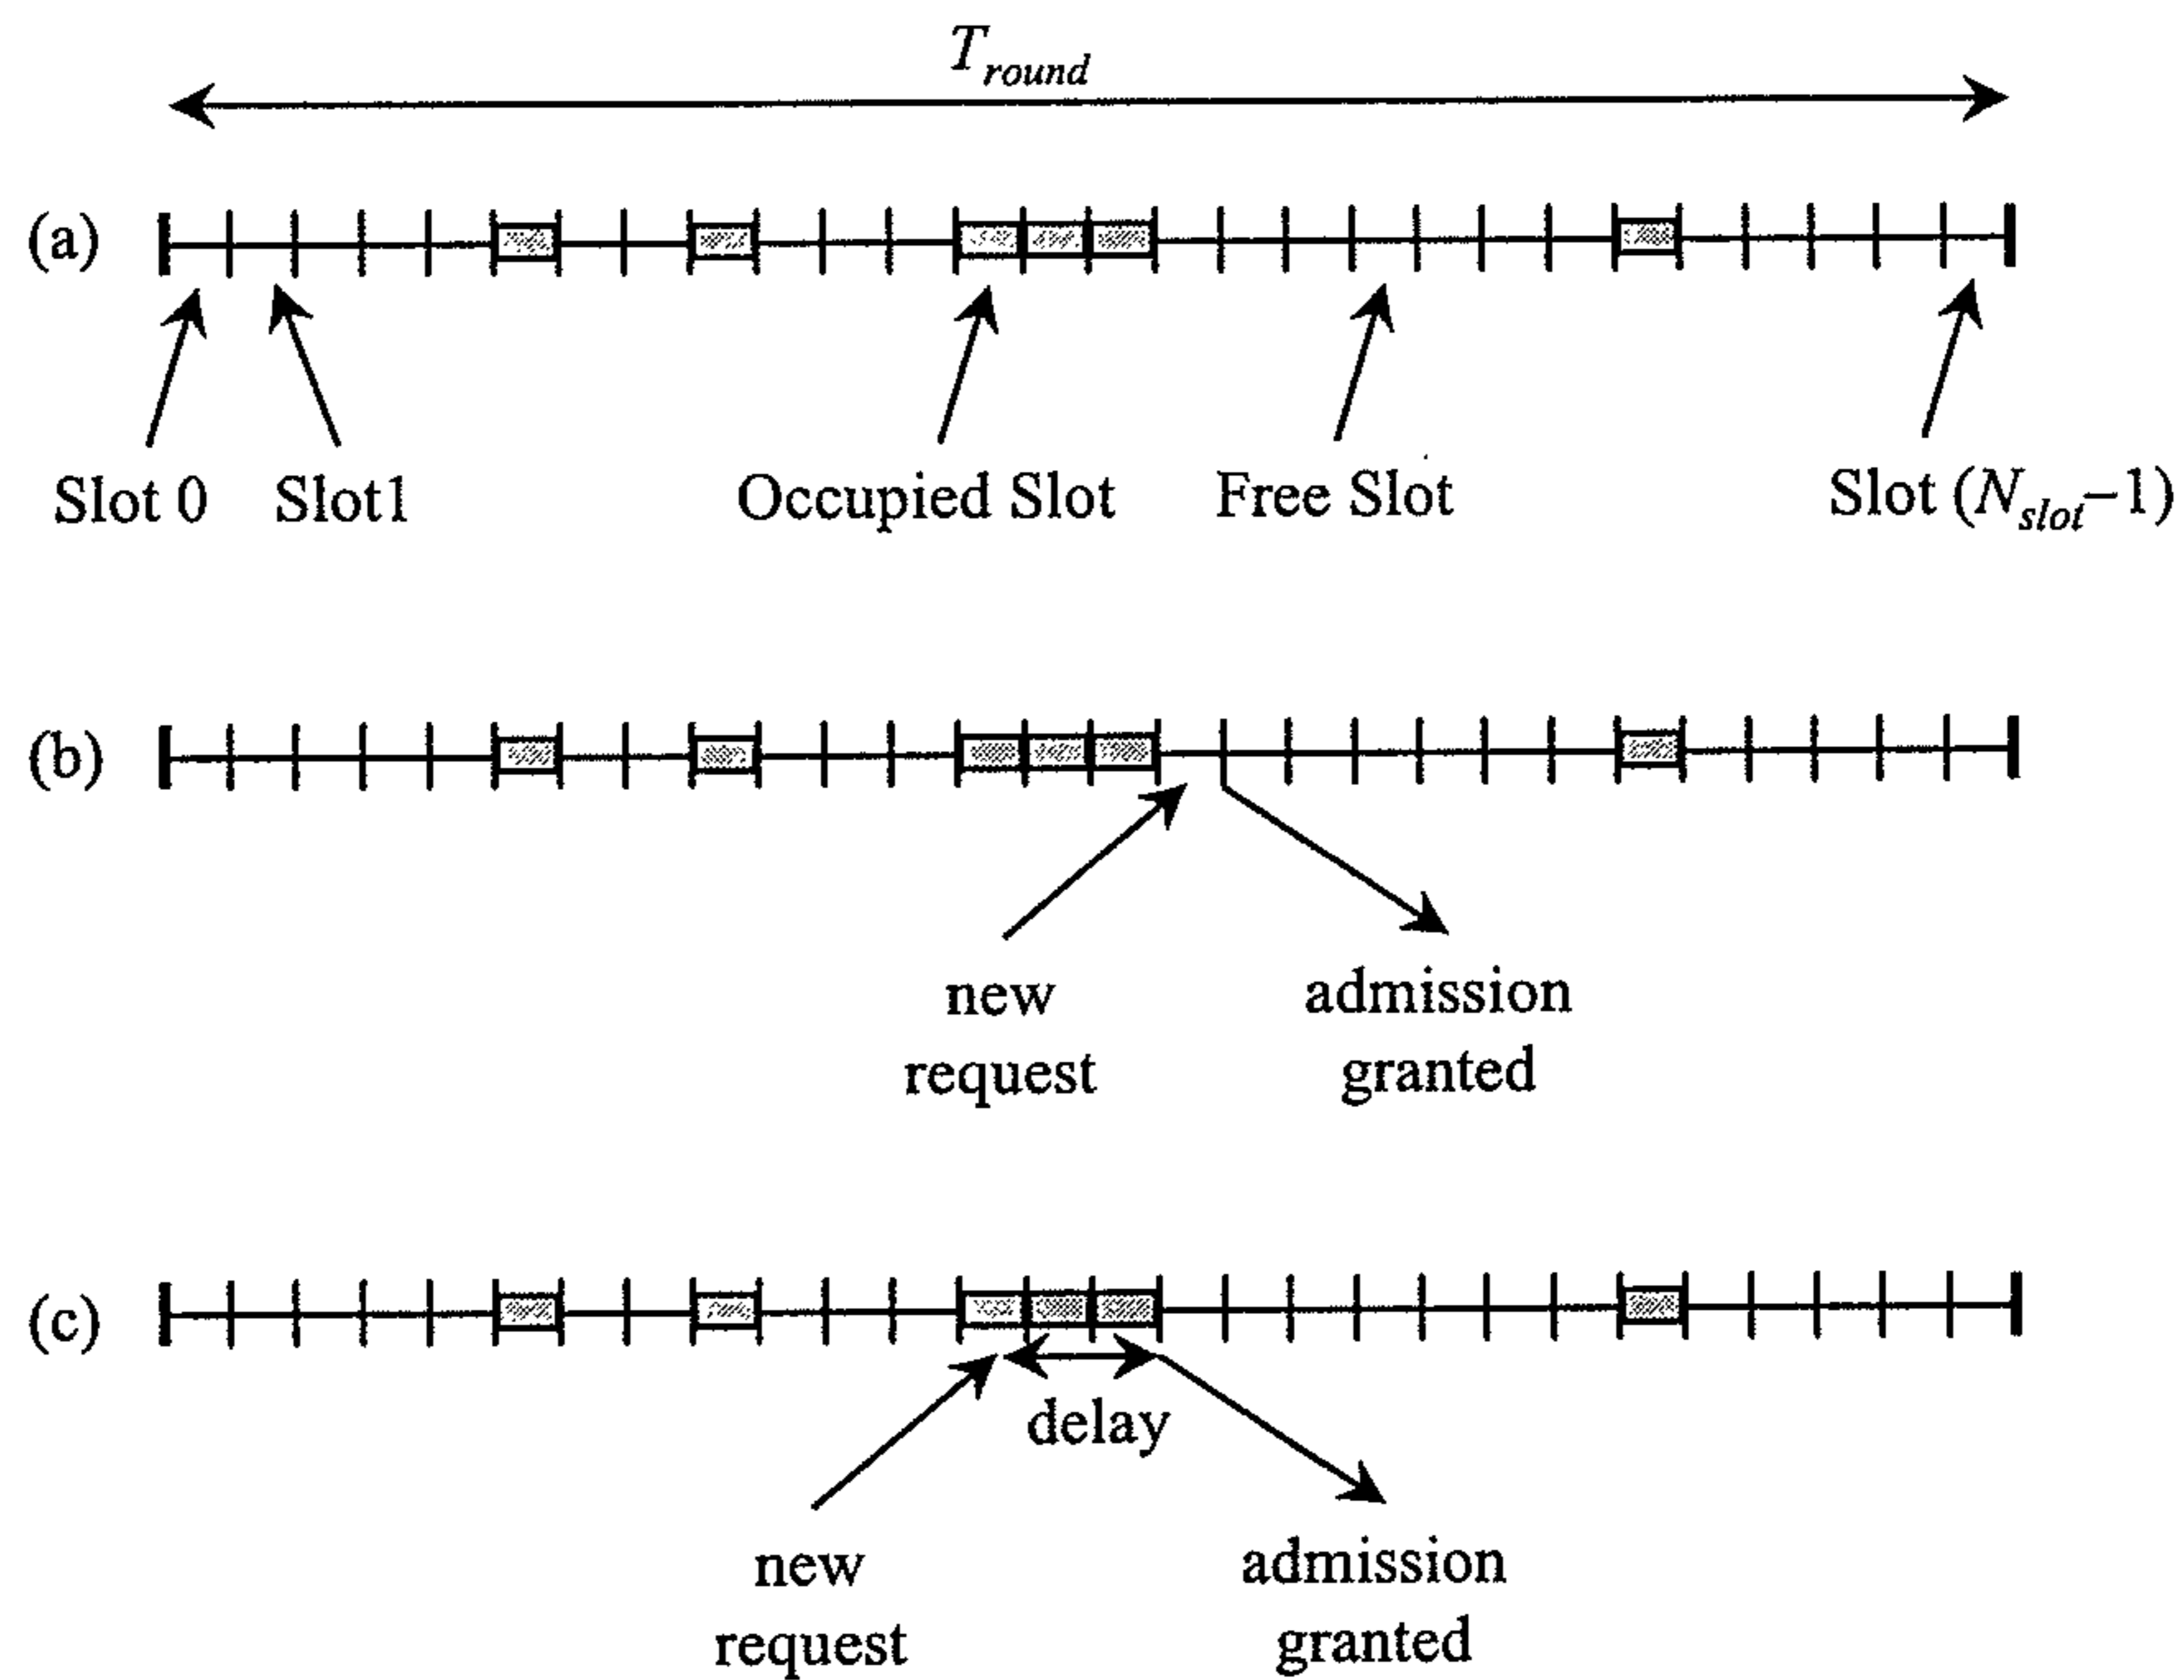 T_round
(a)
Slot 0 Slot1 Occupied Slot Free Slot Slot (N_slot−1)
(b)
new admission
request granted
(c)
delay
new admission
request granted